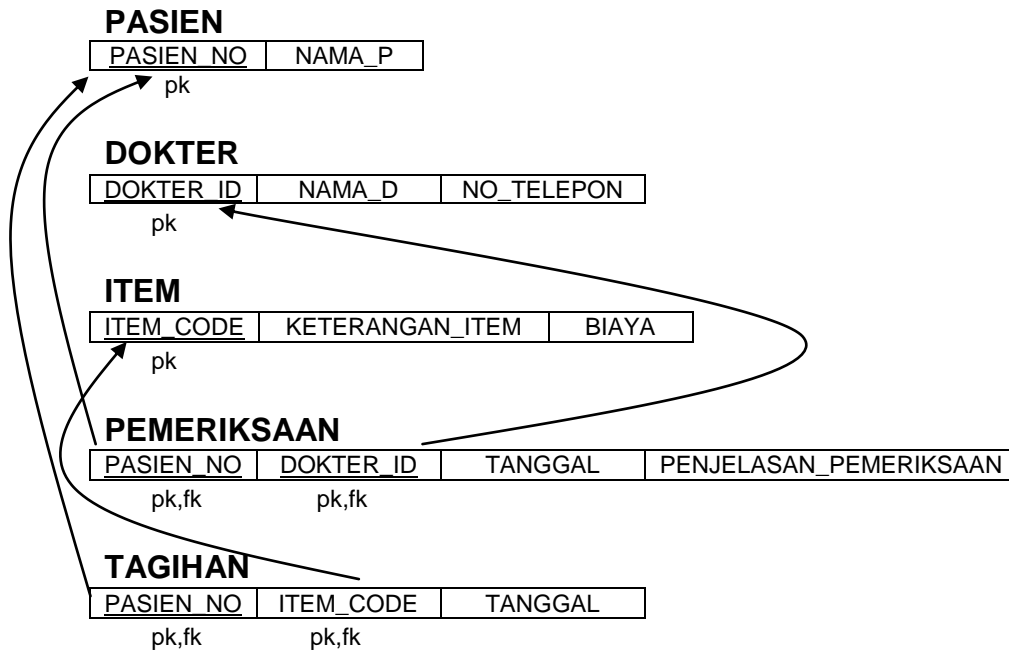 PASIEN
PASIEN_NO NAMA_P
pk
DOKTER
DOKTER_ID NAMA_D NO_TELEPON
pk
ITEM
ITEM_CODE KETERANGAN_ITEM BIAYA
pk
PEMERIKSAAN
PASIEN_NO DOKTER_ID TANGGAL PENJELASAN_PEMERIKSAAN
pk,fk pk,fk
TAGIHAN
PASIEN_NO ITEM_CODE TANGGAL
pk,fk pk,fk